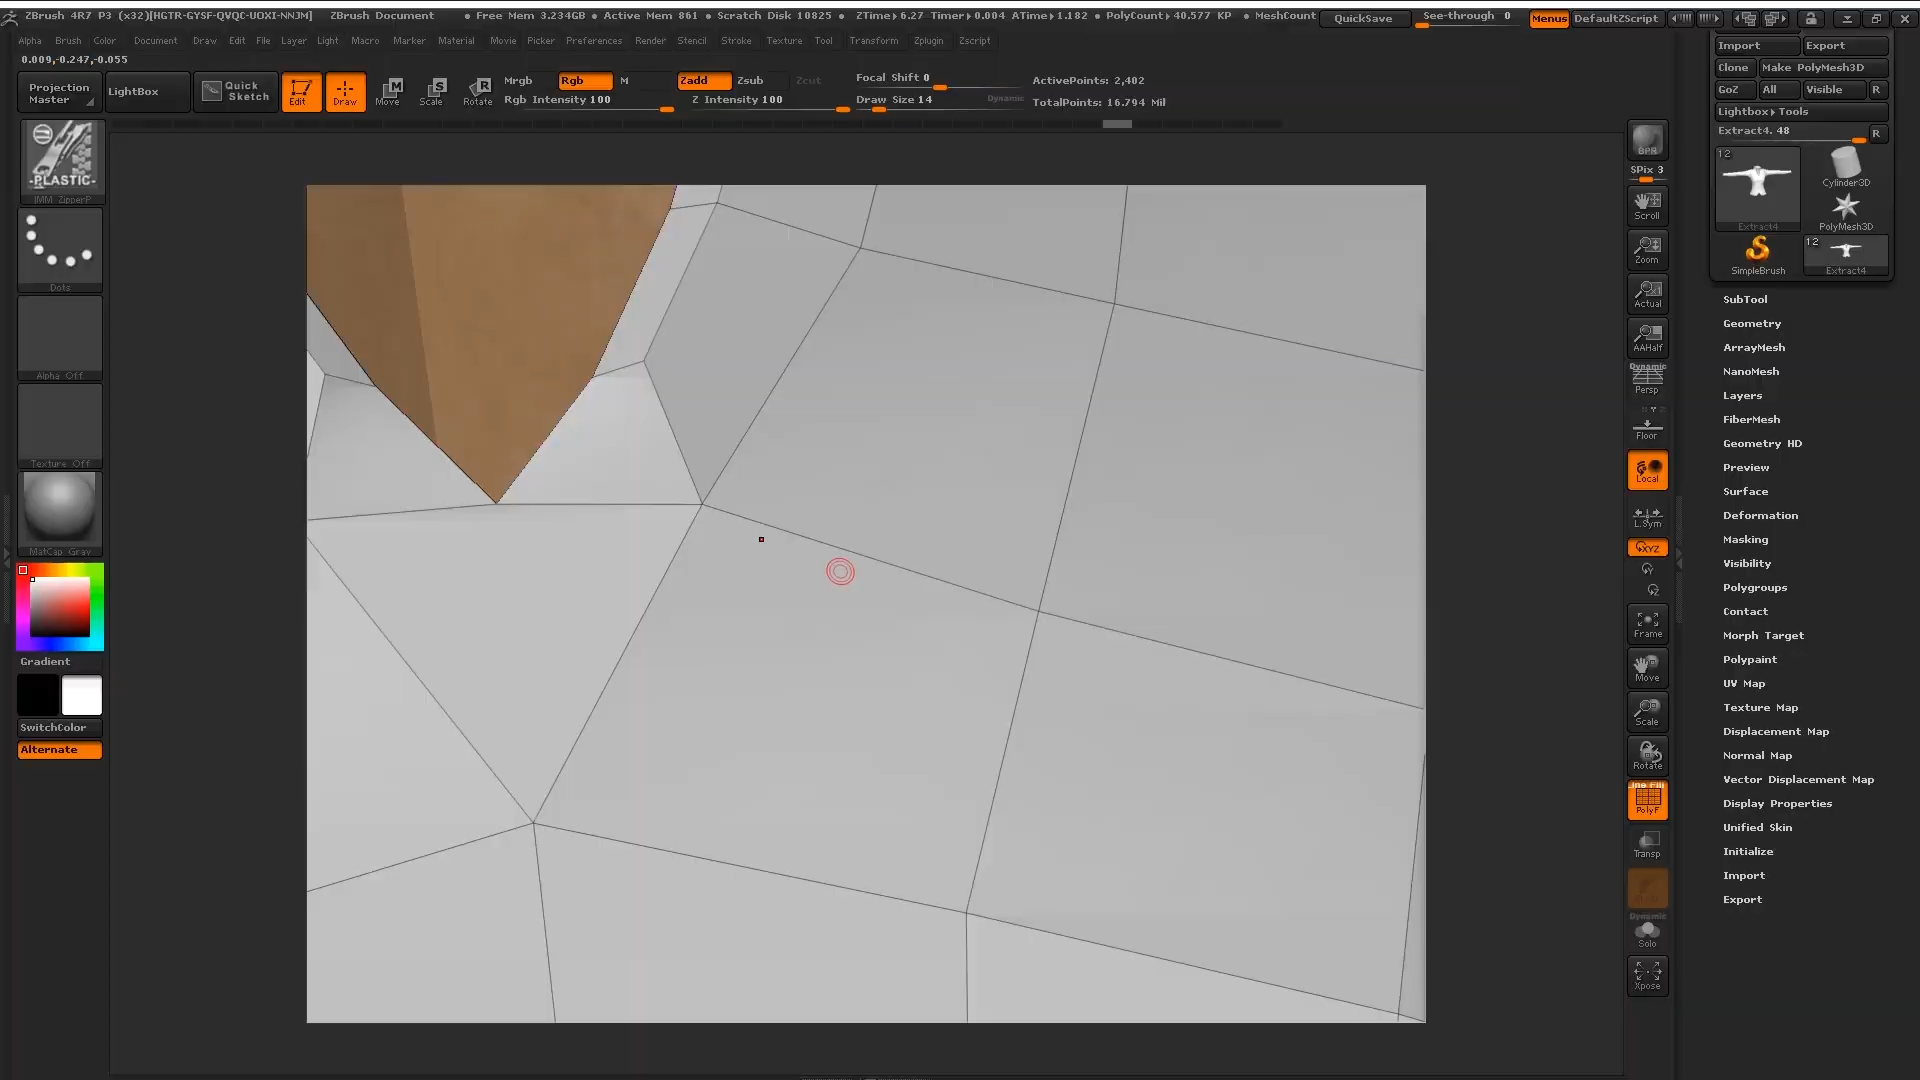 ZBrush 4R7 P3 (x32)[HGTR-GYSF-QVQC-UOXI-NNJM] ZBrush Document • Free Mem 3.234GB • Active Mem 861 • Scratch Disk 10825 • ZTime▸6.27 Timer▸0.004 ATime▸1.182 • PolyCount▸40.577 KP • MeshCount QuickSave See-through 0 Menus DefaultZScript
Alpha Brush Color Document Draw Edit File Layer Light Macro Marker Material Movie Picker Preferences Render Stencil Stroke Texture Tool Transform Zplugin Zscript
0.009,-0.247,-0.055
Projection Master
LightBox
Quick Sketch
Edit
Draw
Move
Scale
Rotate
Mrgb Rgb M Zadd Zsub Zcut
Rgb Intensity 100 Z Intensity 100
Focal Shift 0
Draw Size 14 Dynamic
ActivePoints: 2,402
TotalPoints: 16.794 Mil
-PLASTIC-
IMM ZipperP
Dots
Alpha Off
Texture Off
MatCap Gray
Gradient
SwitchColor
Alternate
BPR
SPix 3
Scroll
Zoom
Actual
AAHalf
Dynamic
Persp
Floor
Local
L.Sym
XYZ
Frame
Move
Scale
Rotate
Line Fill
PolyF
Transp
Dynamic
Solo
Xpose
Import Export
Clone Make PolyMesh3D
GoZ All Visible R
Lightbox▸Tools
Extract4. 48 R
12
Extract4
Cylinder3D
PolyMesh3D
SimpleBrush
12
Extract4
SubTool
Geometry
ArrayMesh
NanoMesh
Layers
FiberMesh
Geometry HD
Preview
Surface
Deformation
Masking
Visibility
Polygroups
Contact
Morph Target
Polypaint
UV Map
Texture Map
Displacement Map
Normal Map
Vector Displacement Map
Display Properties
Unified Skin
Initialize
Import
Export